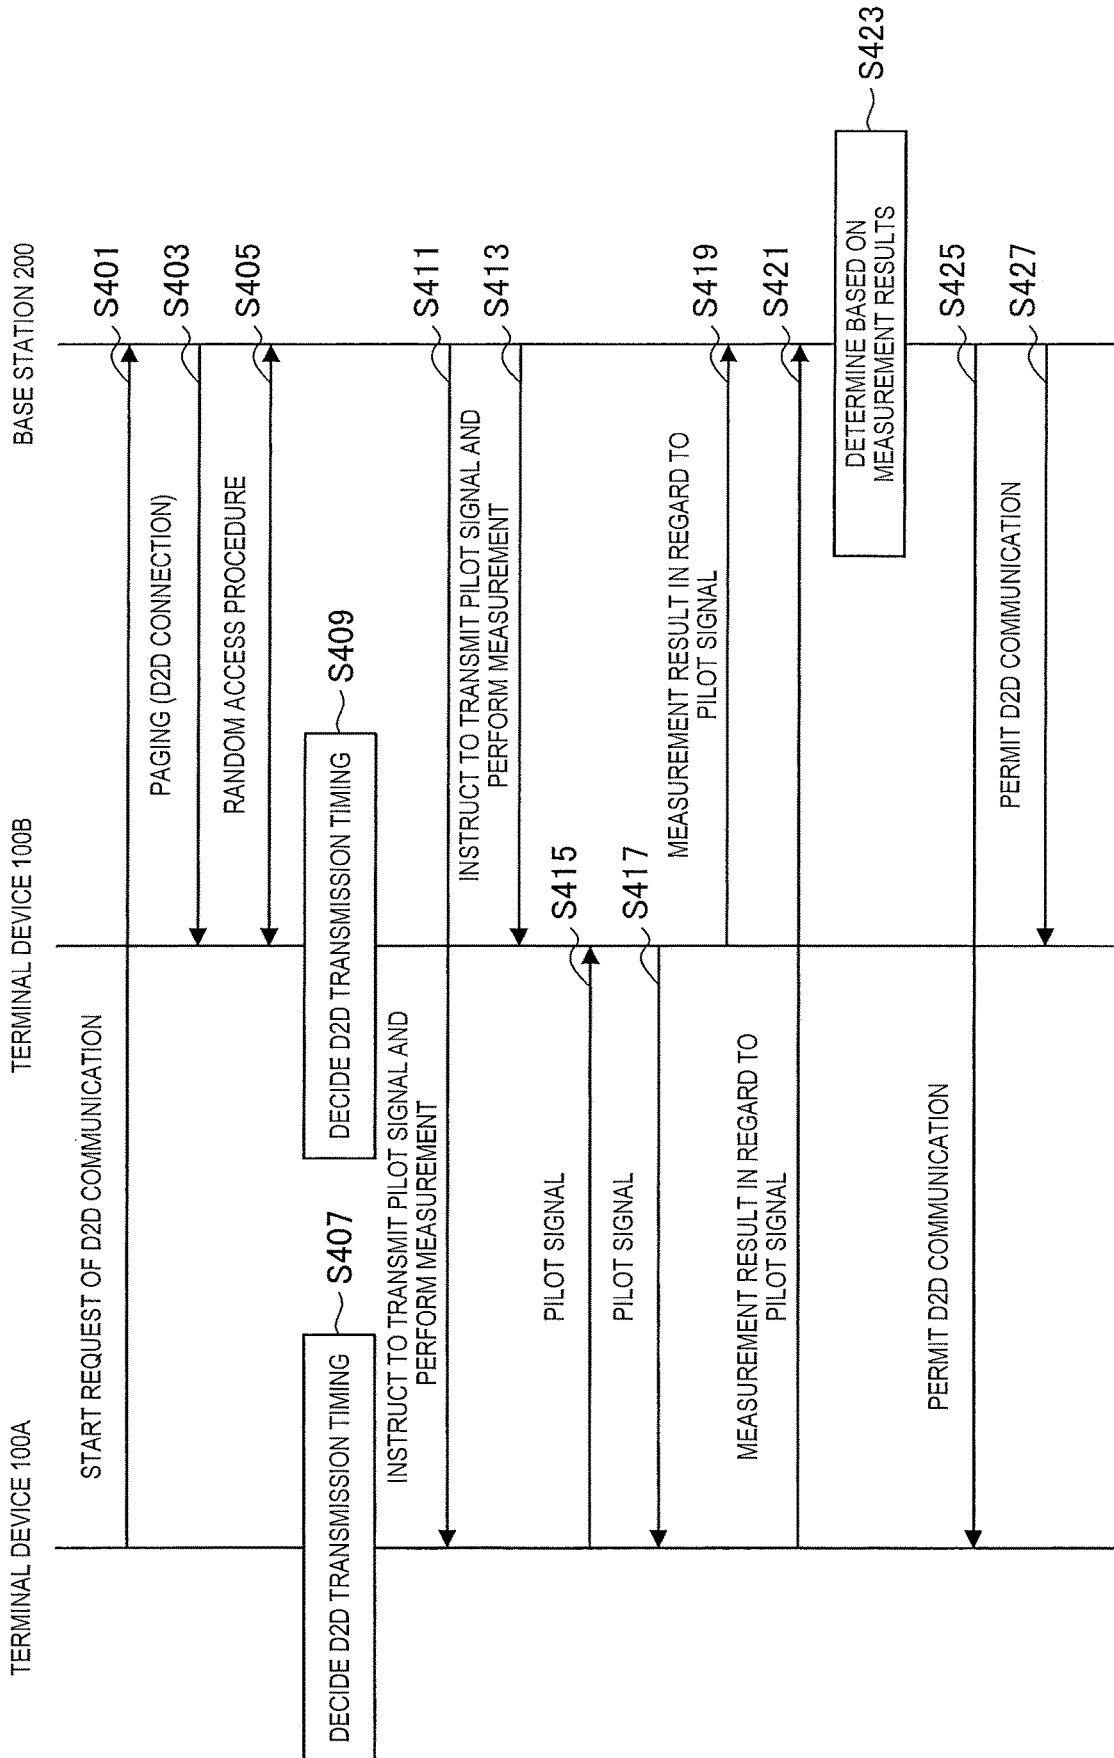 TERMINAL DEVICE 100A
TERMINAL DEVICE 100B
BASE STATION 200
START REQUEST OF D2D COMMUNICATION
S401
PAGING (D2D CONNECTION)
S403
RANDOM ACCESS PROCEDURE
S405
DECIDE D2D TRANSMISSION TIMING
S407
DECIDE D2D TRANSMISSION TIMING
S409
INSTRUCT TO TRANSMIT PILOT SIGNAL AND
PERFORM MEASUREMENT
S411
INSTRUCT TO TRANSMIT PILOT SIGNAL AND
PERFORM MEASUREMENT
S413
PILOT SIGNAL
S415
PILOT SIGNAL
S417
MEASUREMENT RESULT IN REGARD TO
PILOT SIGNAL
S419
MEASUREMENT RESULT IN REGARD TO
PILOT SIGNAL
S421
DETERMINE BASED ON
MEASUREMENT RESULTS
S423
PERMIT D2D COMMUNICATION
S425
PERMIT D2D COMMUNICATION
S427